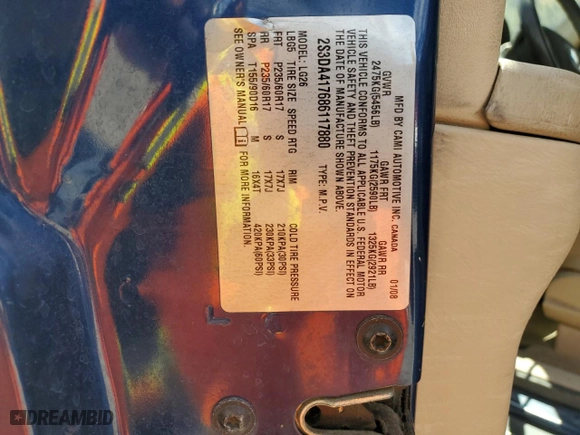 MFD BY CAMI AUTOMOTIVE INC. CANADA 01/08
GVWR GAWR FRT GAWR RR
2475KG(5456LB) 1175KG(2590LB) 1325KG(2921LB)
THIS VEHICLE CONFORMS TO ALL APPLICABLE U.S. FEDERAL MOTOR
VEHICLE SAFETY AND THEFT PREVENTION STANDARDS IN EFFECT ON
THE DATE OF MANUFACTURE SHOWN ABOVE.
2S3DA417686117880 TYPE: M.P.V.
MODEL: LG26
LBG5 TIRE SIZE SPEED RTG RIM COLD TIRE PRESSURE
FRT P235/60R17 S 17X7J 210KPA(30PSI)
RR P235/60R17 S 17X7J 230KPA(33PSI)
SPA T155/90D16 M 16X4T 420KPA(60PSI)
SEE OWNER'S MANUAL FOR MORE INFORMATION.
DREAMBID